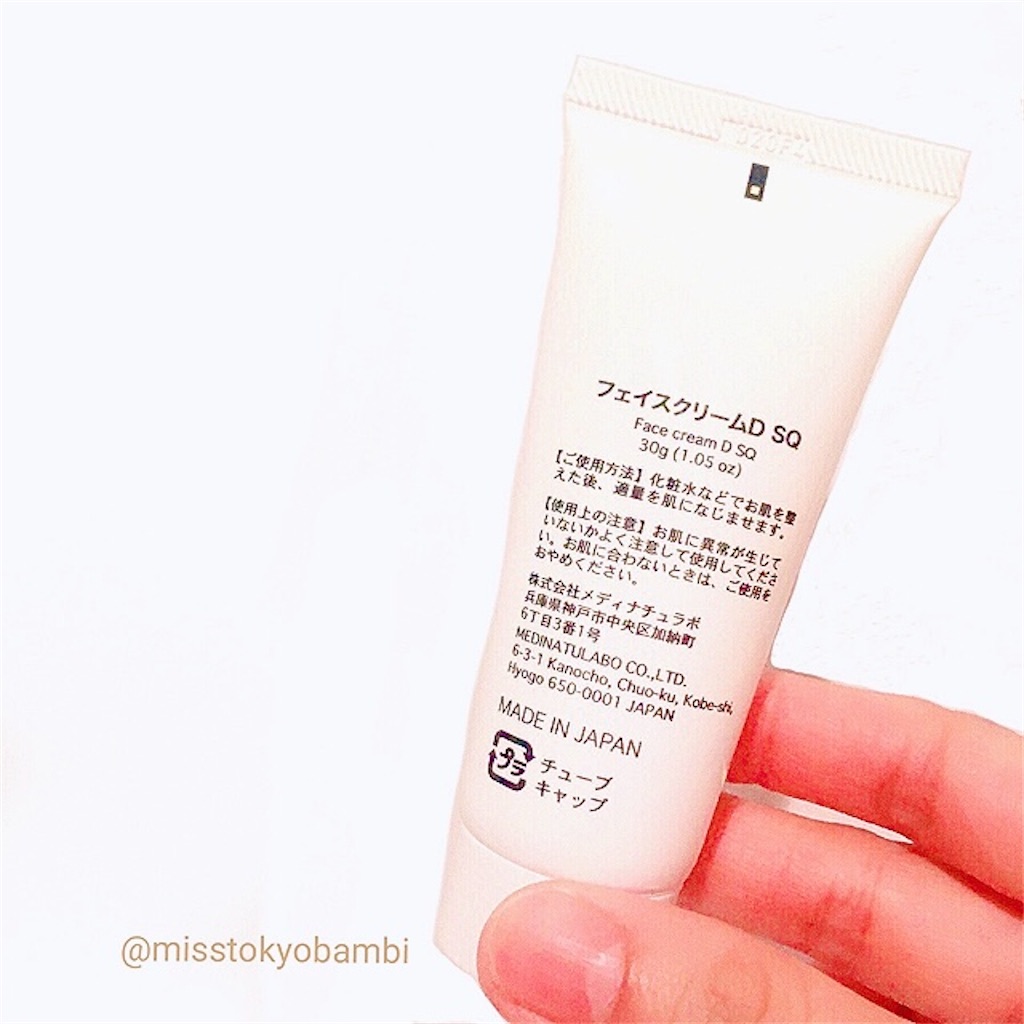 フェイスクリームD SQ
Face cream D SQ
30g (1.05 oz)
【ご使用方法】化粧水などでお肌を整
えた後、適量を肌になじませます。
【使用上の注意】お肌に異常が生じて
いないかよく注意して使用してくださ
い。お肌に合わないときは、ご使用を
おやめください。
株式会社メディナチュラボ
兵庫県神戸市中央区加納町
6丁目3番1号
MEDINATULABO CO.,LTD.
6-3-1 Kanocho, Chuo-ku, Kobe-shi,
Hyogo 650-0001 JAPAN
MADE IN JAPAN
プラ
チューブ
キャップ
@misstokyobambi